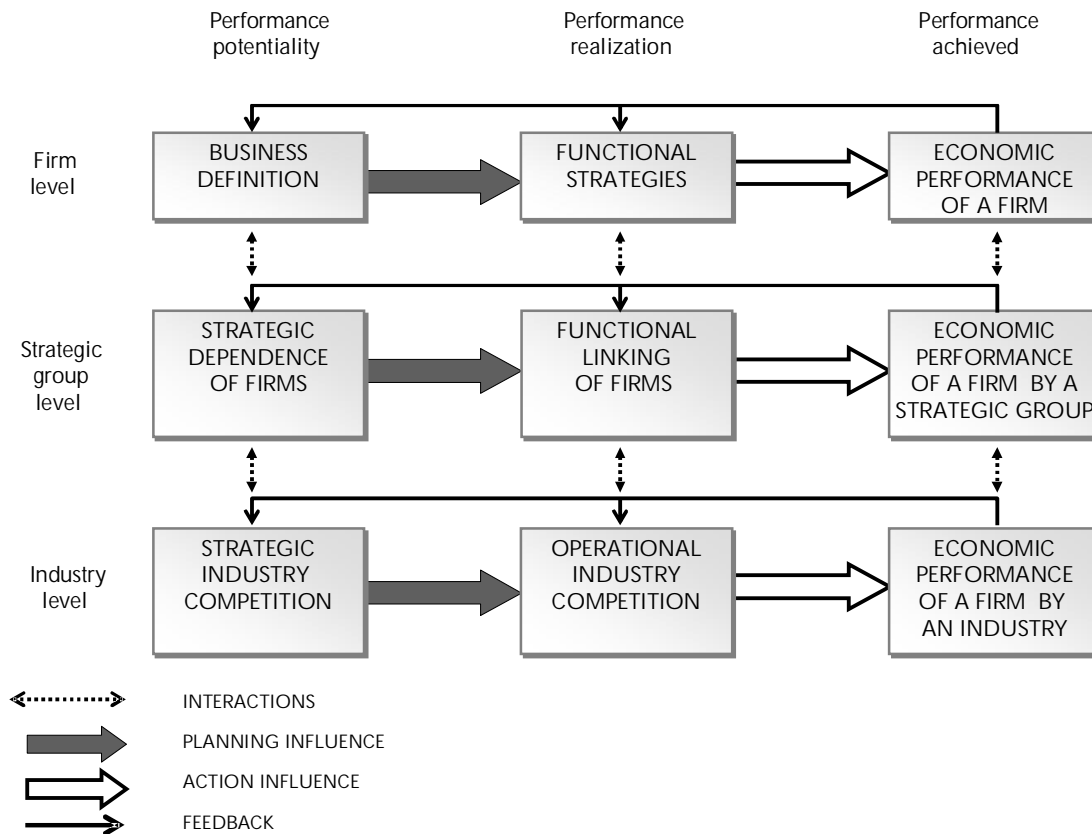 Performance
potentiality
Performance
realization
Performance
achieved
Firm
level
BUSINESS
DEFINITION
FUNCTIONAL
STRATEGIES
ECONOMIC
PERFORMANCE
OF A FIRM
Strategic
group
level
STRATEGIC
DEPENDENCE
OF FIRMS
FUNCTIONAL
LINKING
OF FIRMS
ECONOMIC
PERFORMANCE
OF A FIRM BY A
STRATEGIC GROUP
Industry
level
STRATEGIC
INDUSTRY
COMPETITION
OPERATIONAL
INDUSTRY
COMPETITION
ECONOMIC
PERFORMANCE
OF A FIRM BY
AN INDUSTRY
INTERACTIONS
PLANNING INFLUENCE
ACTION INFLUENCE
FEEDBACK